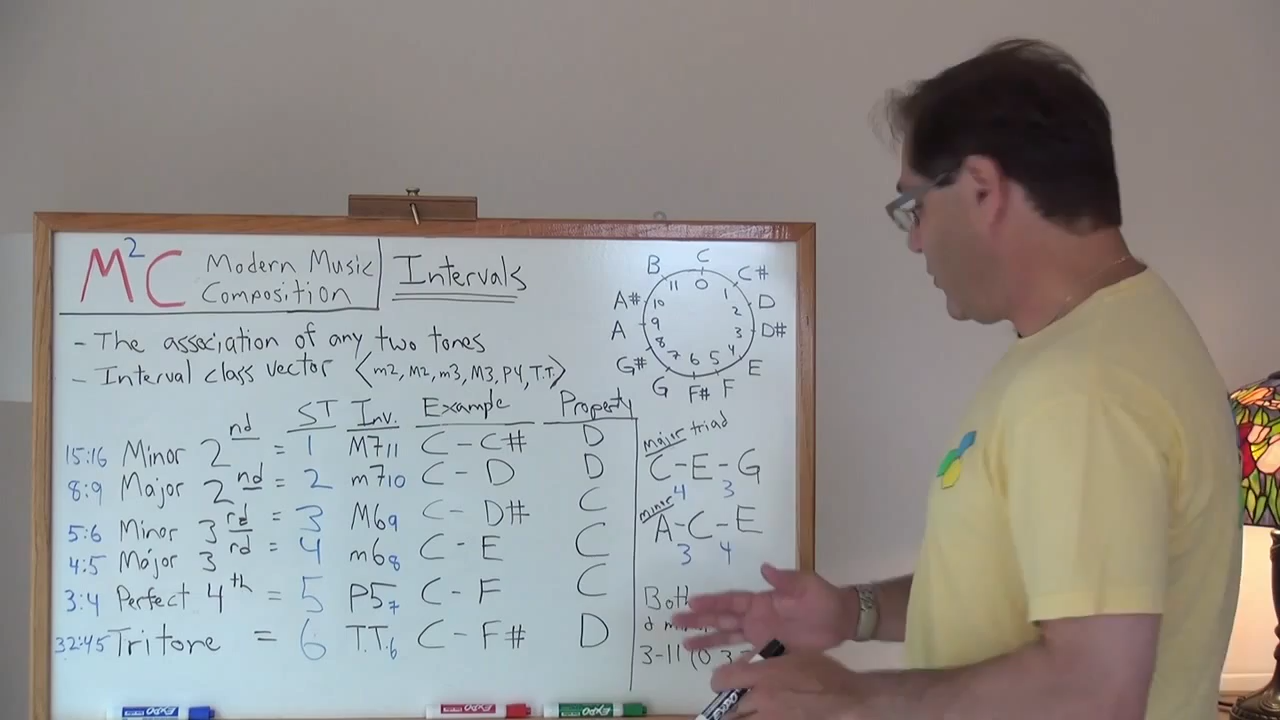 M²C Modern Music Composition
Intervals
- The association of any two tones
- Interval class vector <m2, M2, m3, M3, P4, T.T.>
ST Inv. Example Property
15:16 Minor 2nd = 1 M7 11 C - C# D
8:9 Major 2nd = 2 m7 10 C - D D
5:6 Minor 3rd = 3 M6 9 C - D# C
4:5 Major 3rd = 4 m6 8 C - E C
3:4 Perfect 4th = 5 P5 7 C - F C
32:45 Tritone = 6 T.T. 6 C - F# D
C C# D D# E F F# G G# A A# B
0 1 2 3 4 5 6 7 8 9 10 11
major triad
C-E-G
4 3
minor
A-C-E
3 4
Both
3-11 (0 3
EXPO
EXPO
EXPO